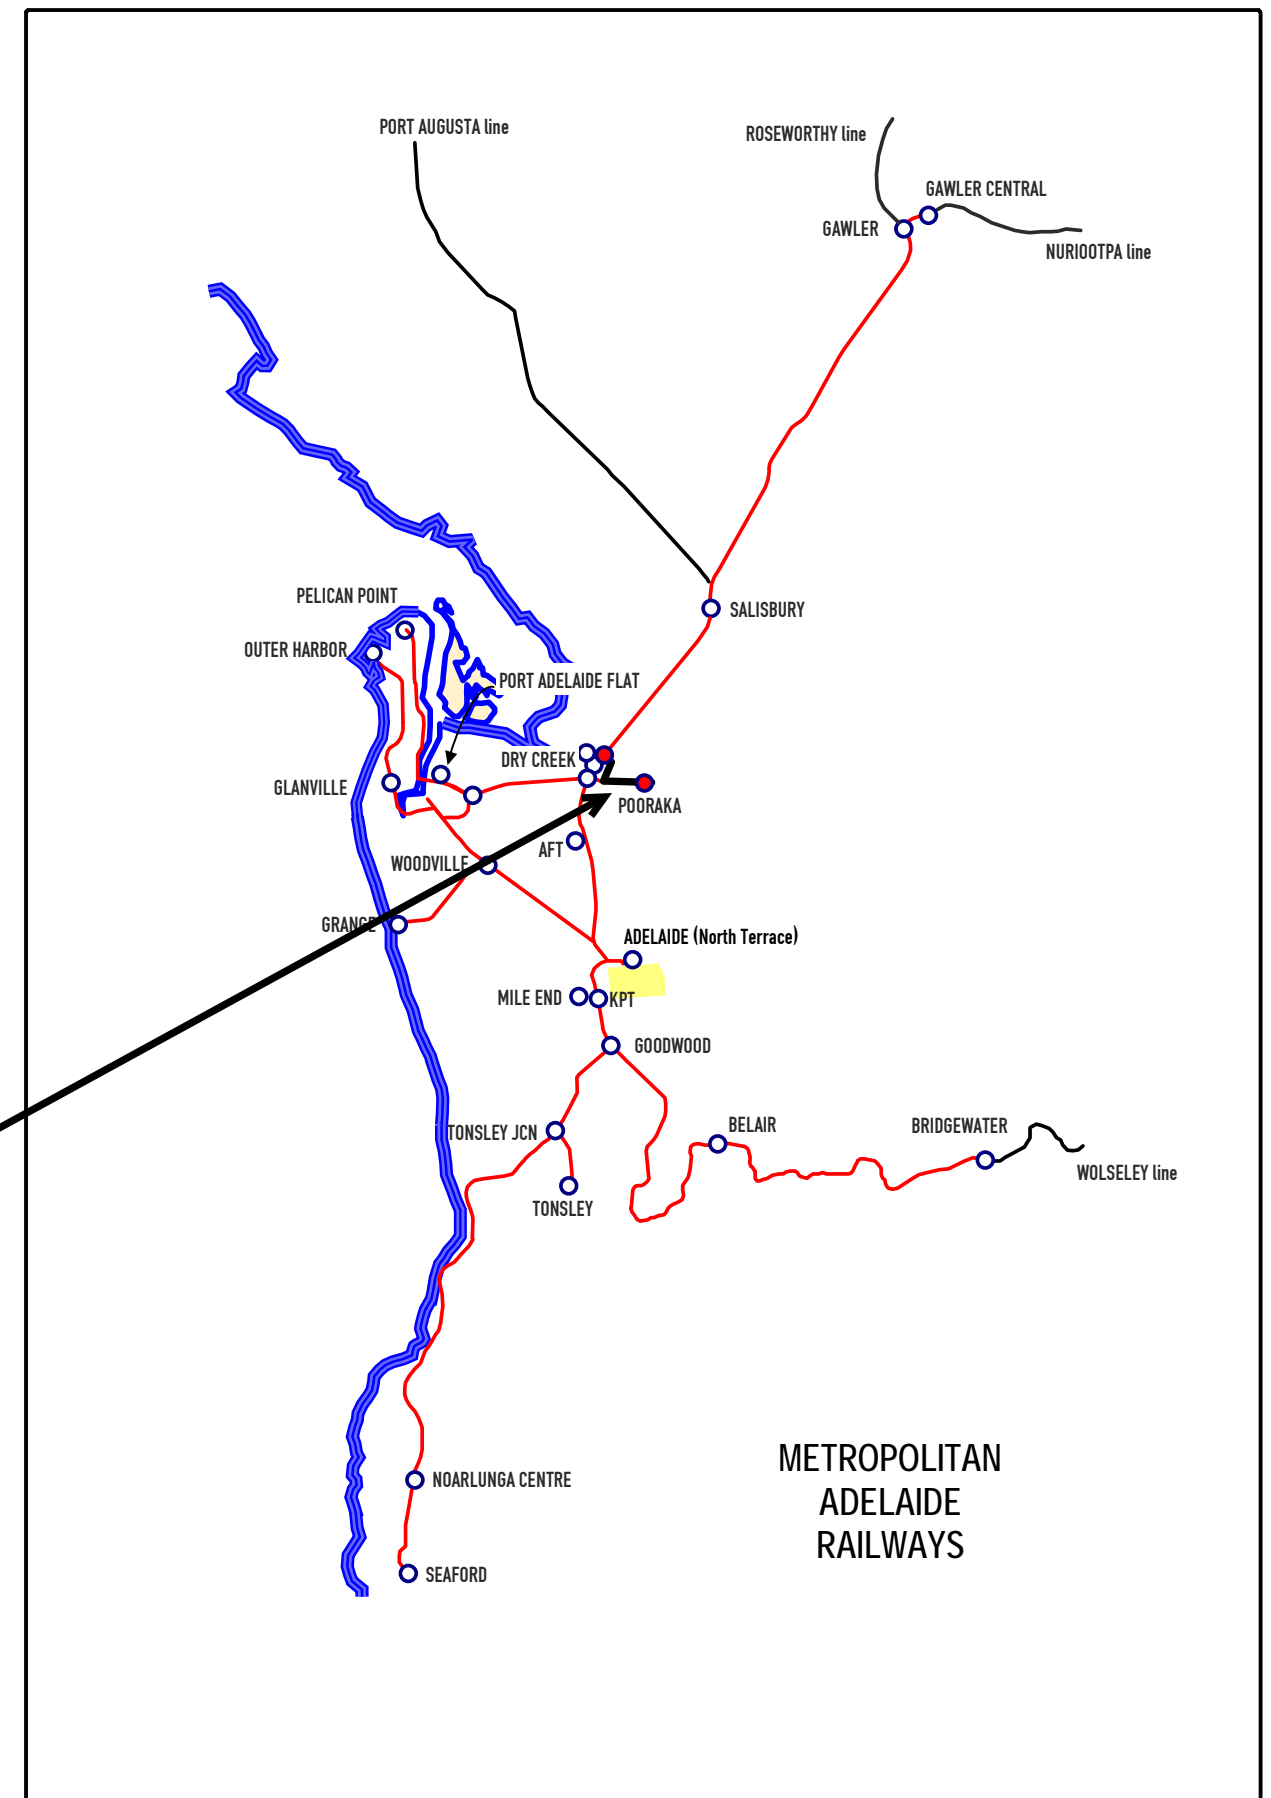 PORT AUGUSTA line
ROSEWORTHY line
GAWLER CENTRAL
GAWLER
NURIOOTPA line
PELICAN POINT
SALISBURY
OUTER HARBOR
PORT ADELAIDE FLAT
DRY CREEK
GLANVILLE
POORAKA
AFT
WOODVILLE
GRANGE
ADELAIDE (North Terrace)
MILE END
KPT
GOODWOOD
TONSLEY JCN
BELAIR
BRIDGEWATER
WOLSELEY line
TONSLEY
METROPOLITAN
ADELAIDE
RAILWAYS
NOARLUNGA CENTRE
SEAFORD